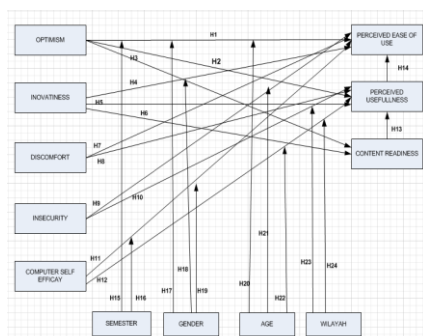 OPTIMISM
H1
PERCEIVED EASE OF
USE
H3
H2
H14
INOVATINESS
H4
H5
H6
PERCEIVED
USEFULLNESS
H13
DISCOMFORT
H7
H8
CONTENT READINESS
INSECURITY
H9
H10
COMPUTER SELF
EFFICAY
H11
H12
H15
H16
H17
H18
H19
H20
H21
H22
H23
H24
SEMESTER
GENDER
AGE
WILAYAH